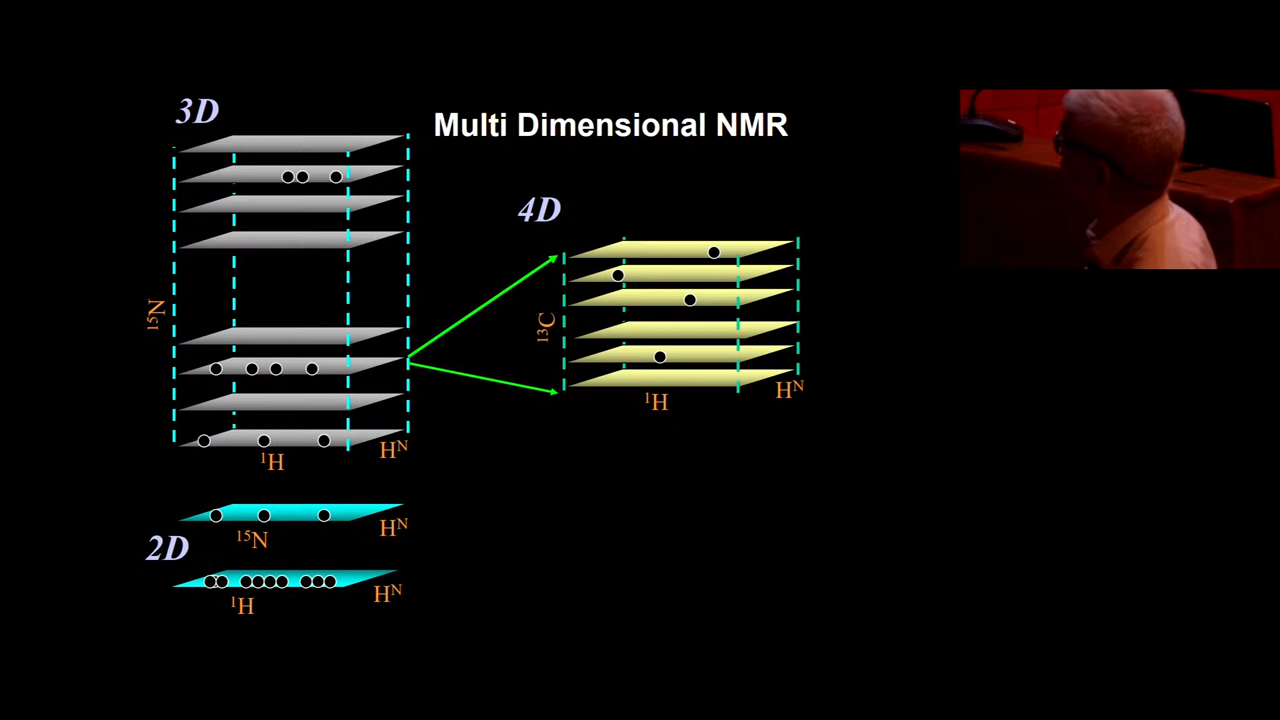 3D
Multi Dimensional NMR
4D
¹⁵N
¹³C
¹H
Hᴺ
¹H
Hᴺ
¹⁵N
Hᴺ
2D
¹H
Hᴺ